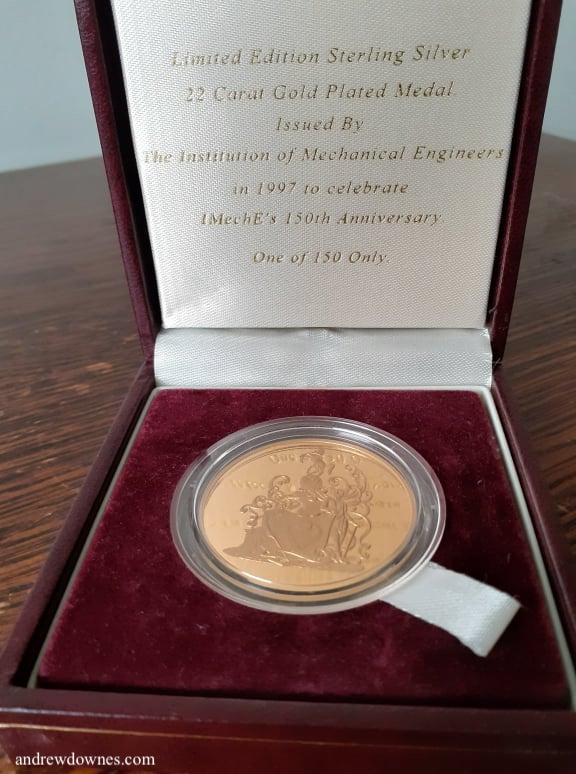 Limited Edition Sterling Silver
22 Carat Gold Plated Medal.
Issued By
The Institution of Mechanical Engineers
in 1997 to celebrate
IMechE's 150th Anniversary.
One of 150 Only.
andrewdownes.com